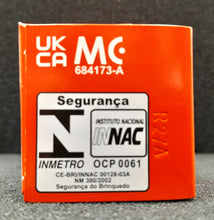 UK
CA
MC
684173-A
Segurança
INSTITUTO NACIONAL
INNAC
INMETRO OCP 0061
CE-BRI/INNAC 00128-03A
NM 300/2002
Segurança do Brinquedo
R27A